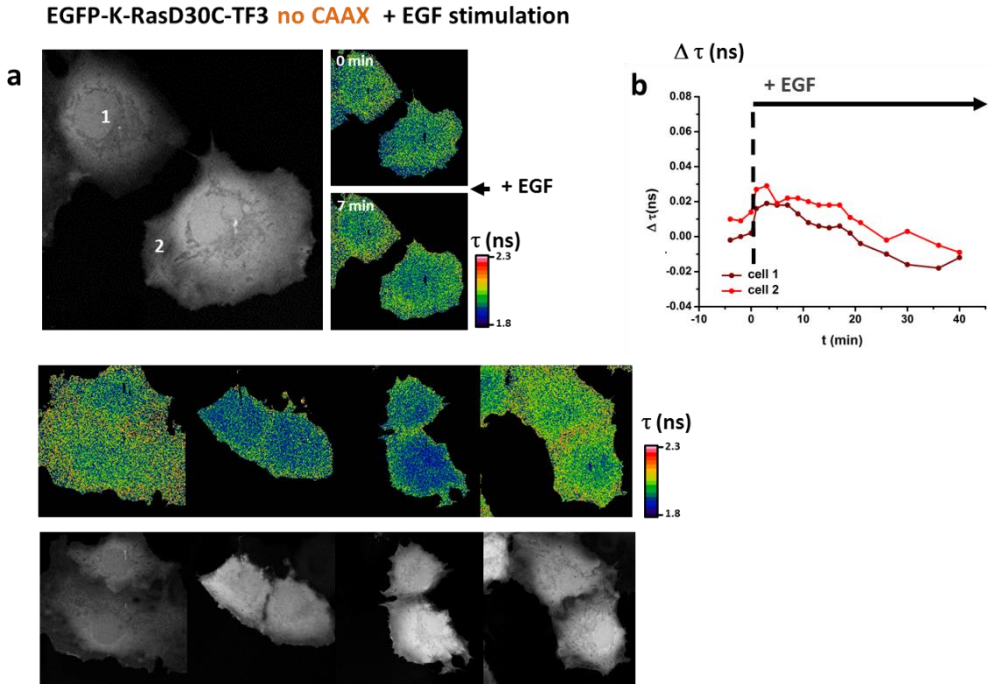 EGFP-K-RasD30C-TF3 no CAAX + EGF stimulation
a
1
2
0 min
+ EGF
7 min
τ (ns)
2.3
1.8
Δ τ (ns)
b
+ EGF
Δ τ(ns)
0.08
0.06
0.04
0.02
0.00
-0.02
-0.04
cell 1
cell 2
-10 0 10 20 30 40
t (min)
τ (ns)
2.3
1.8